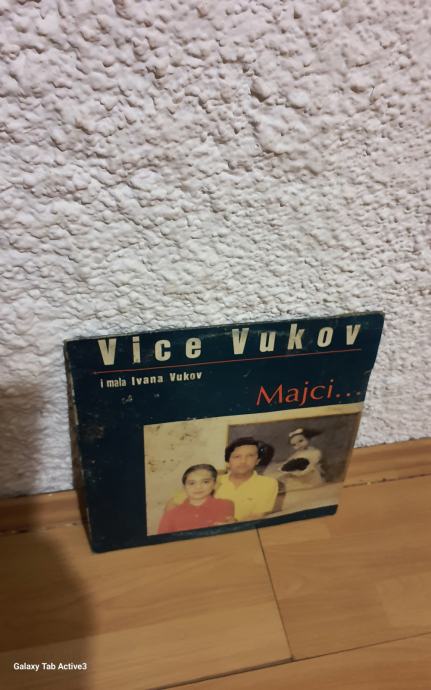 Vice Vukov
i mala Ivana Vukov
Majci...
Galaxy Tab Active3